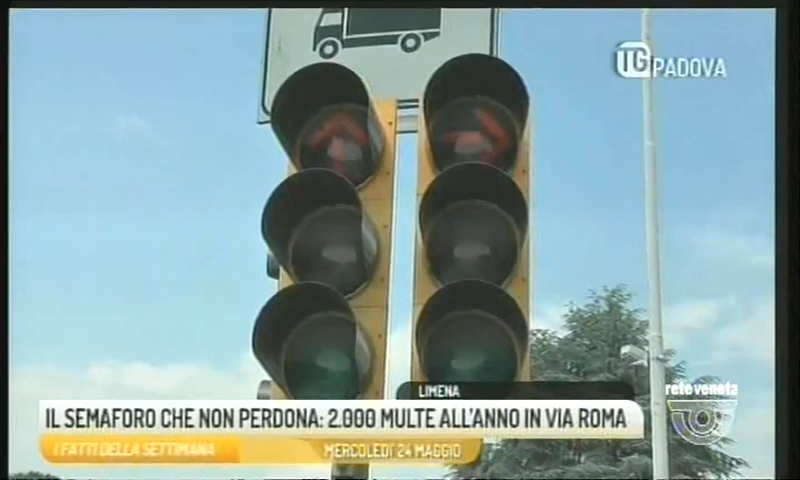 TG PADOVA
LIMENA
reteveneta
IL SEMAFORO CHE NON PERDONA: 2.000 MULTE ALL'ANNO IN VIA ROMA
I FATTI DELLA SETTIMANA
MERCOLEDÌ 24 MAGGIO